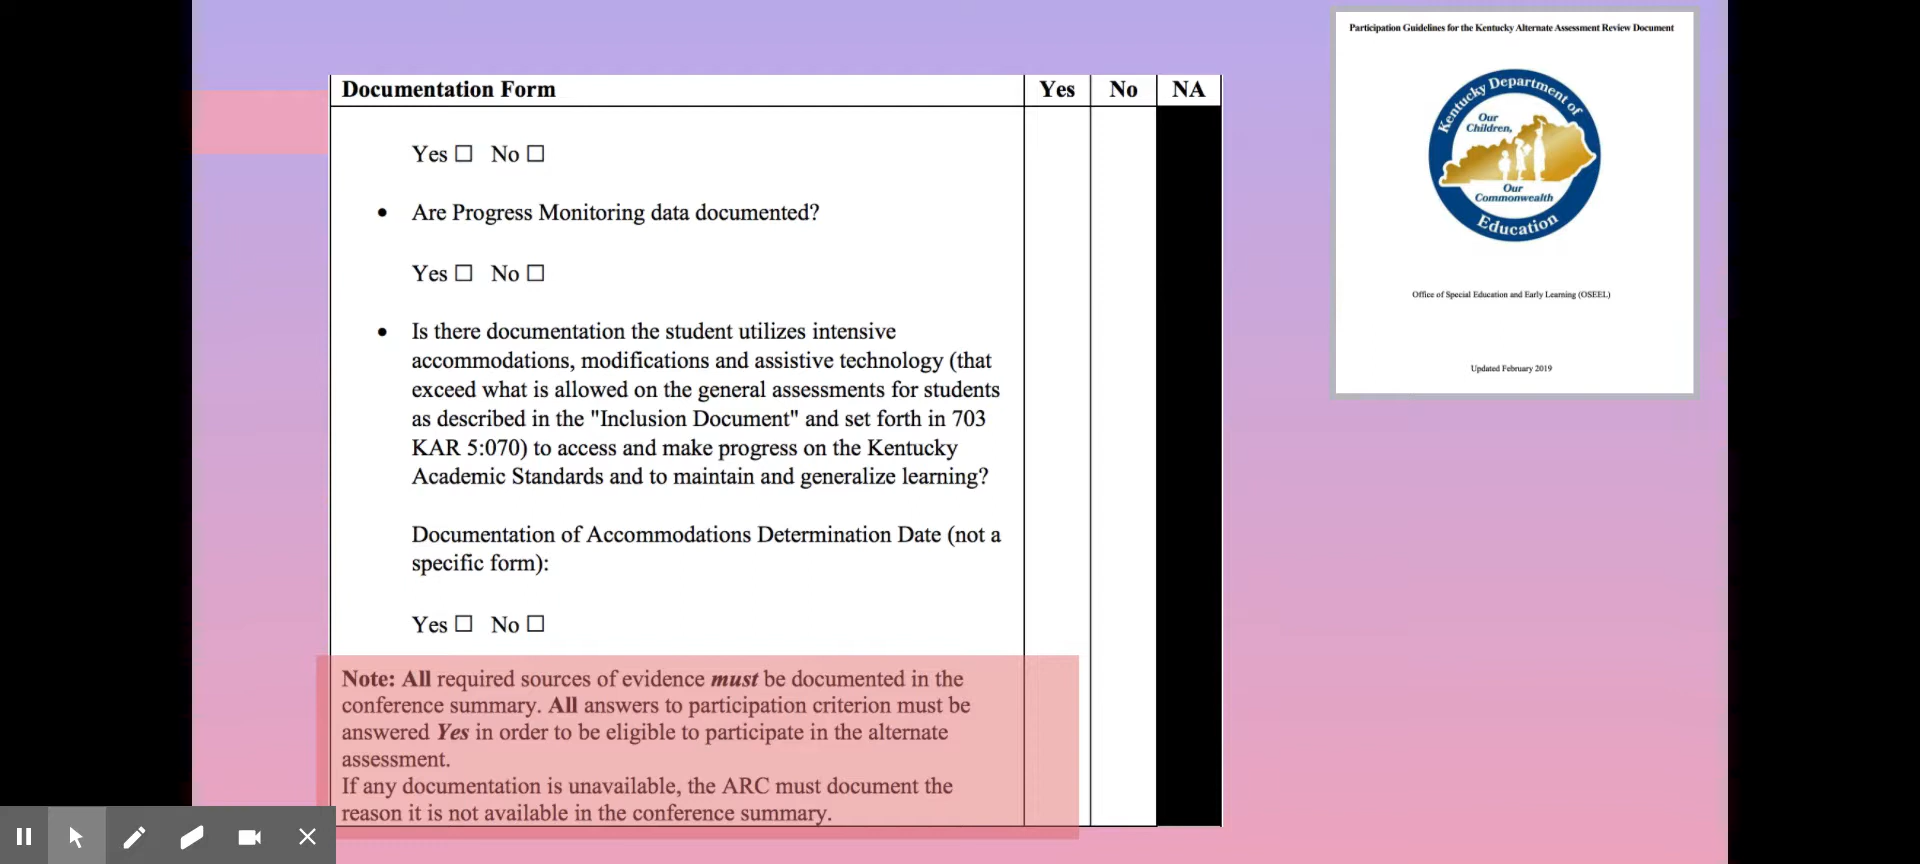 Documentation Form Yes No NA
Yes ☐ No ☐
• Are Progress Monitoring data documented?
Yes ☐ No ☐
• Is there documentation the student utilizes intensive
accommodations, modifications and assistive technology (that
exceed what is allowed on the general assessments for students
as described in the "Inclusion Document" and set forth in 703
KAR 5:070) to access and make progress on the Kentucky
Academic Standards and to maintain and generalize learning?
Documentation of Accommodations Determination Date (not a
specific form):
Yes ☐ No ☐
Note: All required sources of evidence must be documented in the
conference summary. All answers to participation criterion must be
answered Yes in order to be eligible to participate in the alternate
assessment.
If any documentation is unavailable, the ARC must document the
reason it is not available in the conference summary.
Participation Guidelines for the Kentucky Alternate Assessment Review Document
Kentucky Department of
Our
Children,
Our
Commonwealth
Education
Office of Special Education and Early Learning (OSEEL)
Updated February 2019